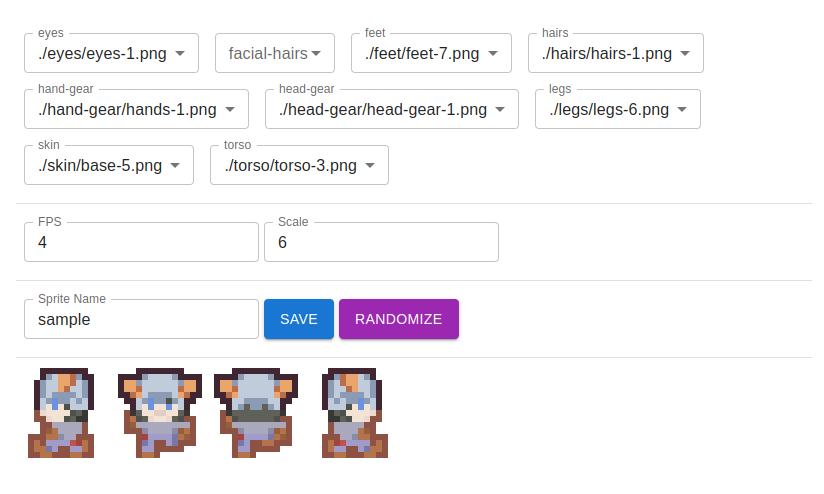 eyes facial-hairs feet hairs
./eyes/eyes-1.png ./feet/feet-7.png ./hairs/hairs-1.png
hand-gear head-gear legs
./hand-gear/hands-1.png ./head-gear/head-gear-1.png ./legs/legs-6.png
skin torso
./skin/base-5.png ./torso/torso-3.png
FPS Scale
4 6
Sprite Name
sample SAVE RANDOMIZE